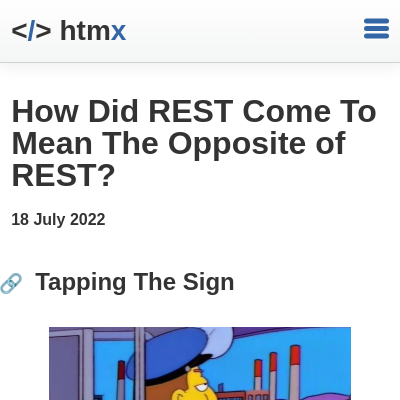 </> htmx
How Did REST Come To
Mean The Opposite of
REST?
18 July 2022
Tapping The Sign